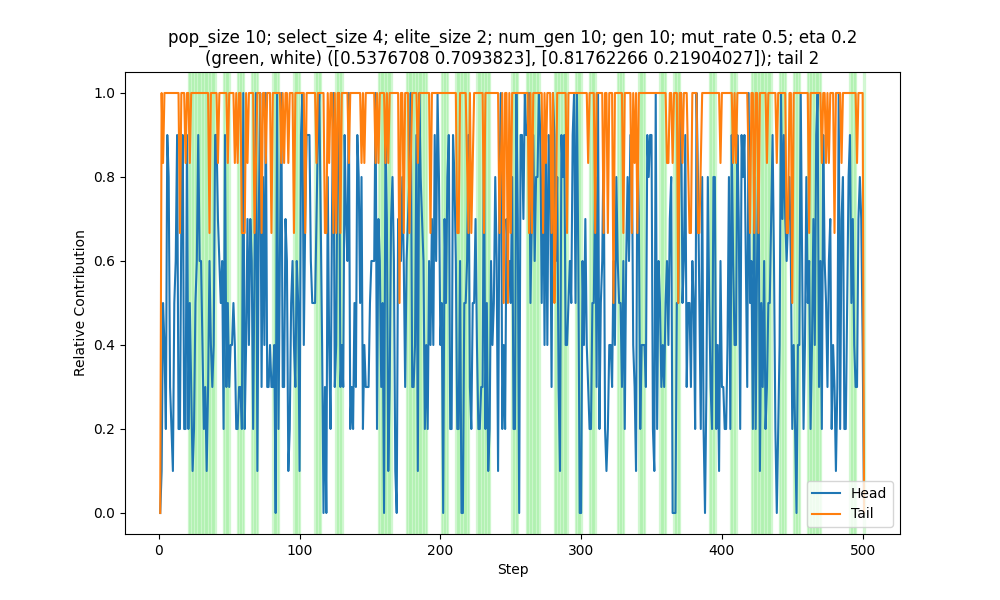 pop_size 10; select_size 4; elite_size 2; num_gen 10; gen 10; mut_rate 0.5; eta 0.2
(green, white) ([0.5376708 0.7093823], [0.81762266 0.21904027]); tail 2
1.0
0.8
0.6
0.4
0.2
0.0
Relative Contribution
Head
Tail
0
100
200
300
400
500
Step